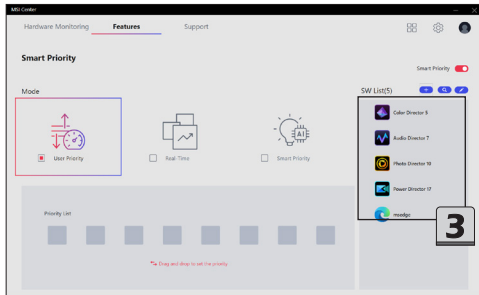 MSI Center
Hardware Monitoring
Features
Support
Smart Priority
Smart Priority
Mode
SW List(5)
User Priority
Real-Time
Smart Priority
Color Director 5
Audio Director 7
Photo Director 10
Power Director 17
msedge
3
Priority List
Drag and drop to set the priority